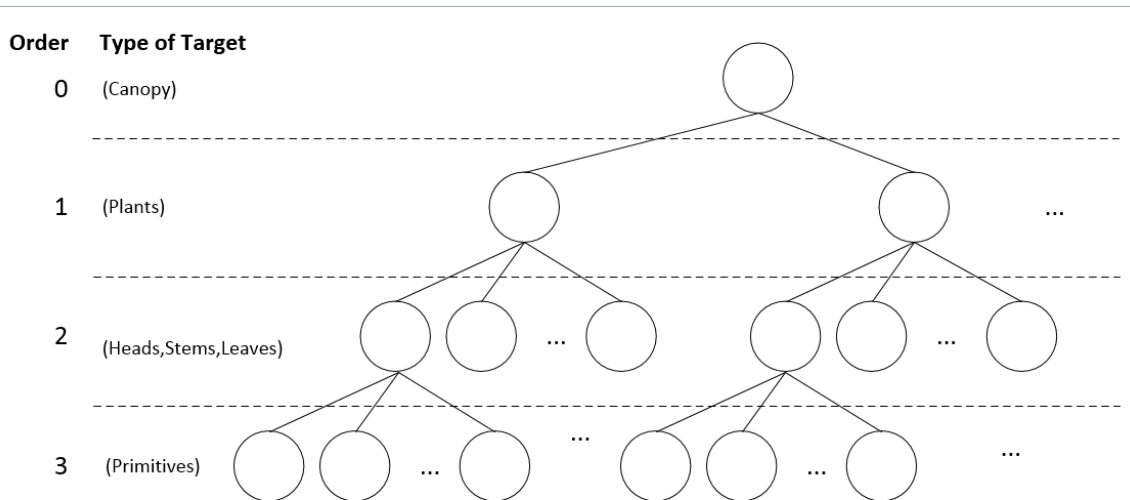 Order Type of Target
0 (Canopy)
1 (Plants) ...
2 (Heads,Stems,Leaves) ... ...
...
3 (Primitives) ... ... ...